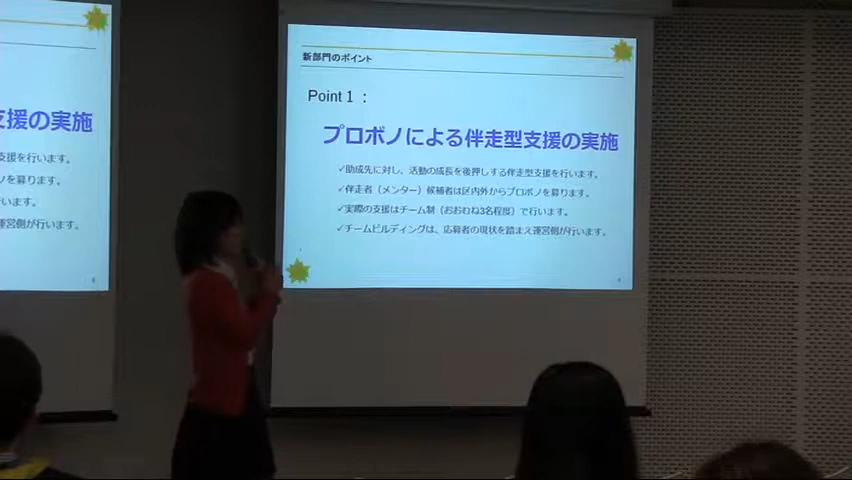 新部門のポイント
Point 1：
プロボノによる伴走型支援の実施
✓助成先に対し、活動の成長を後押しする伴走型支援を行います。
✓伴走者（メンター）候補者は区内外からプロボノを募ります。
✓実際の支援はチーム制（おおむね3名程度）で行います。
✓チームビルディングは、応募者の現状を踏まえ運営側が行います。
支援の実施
支援を行います。
ノを募ります。
います。
運営側が行います。